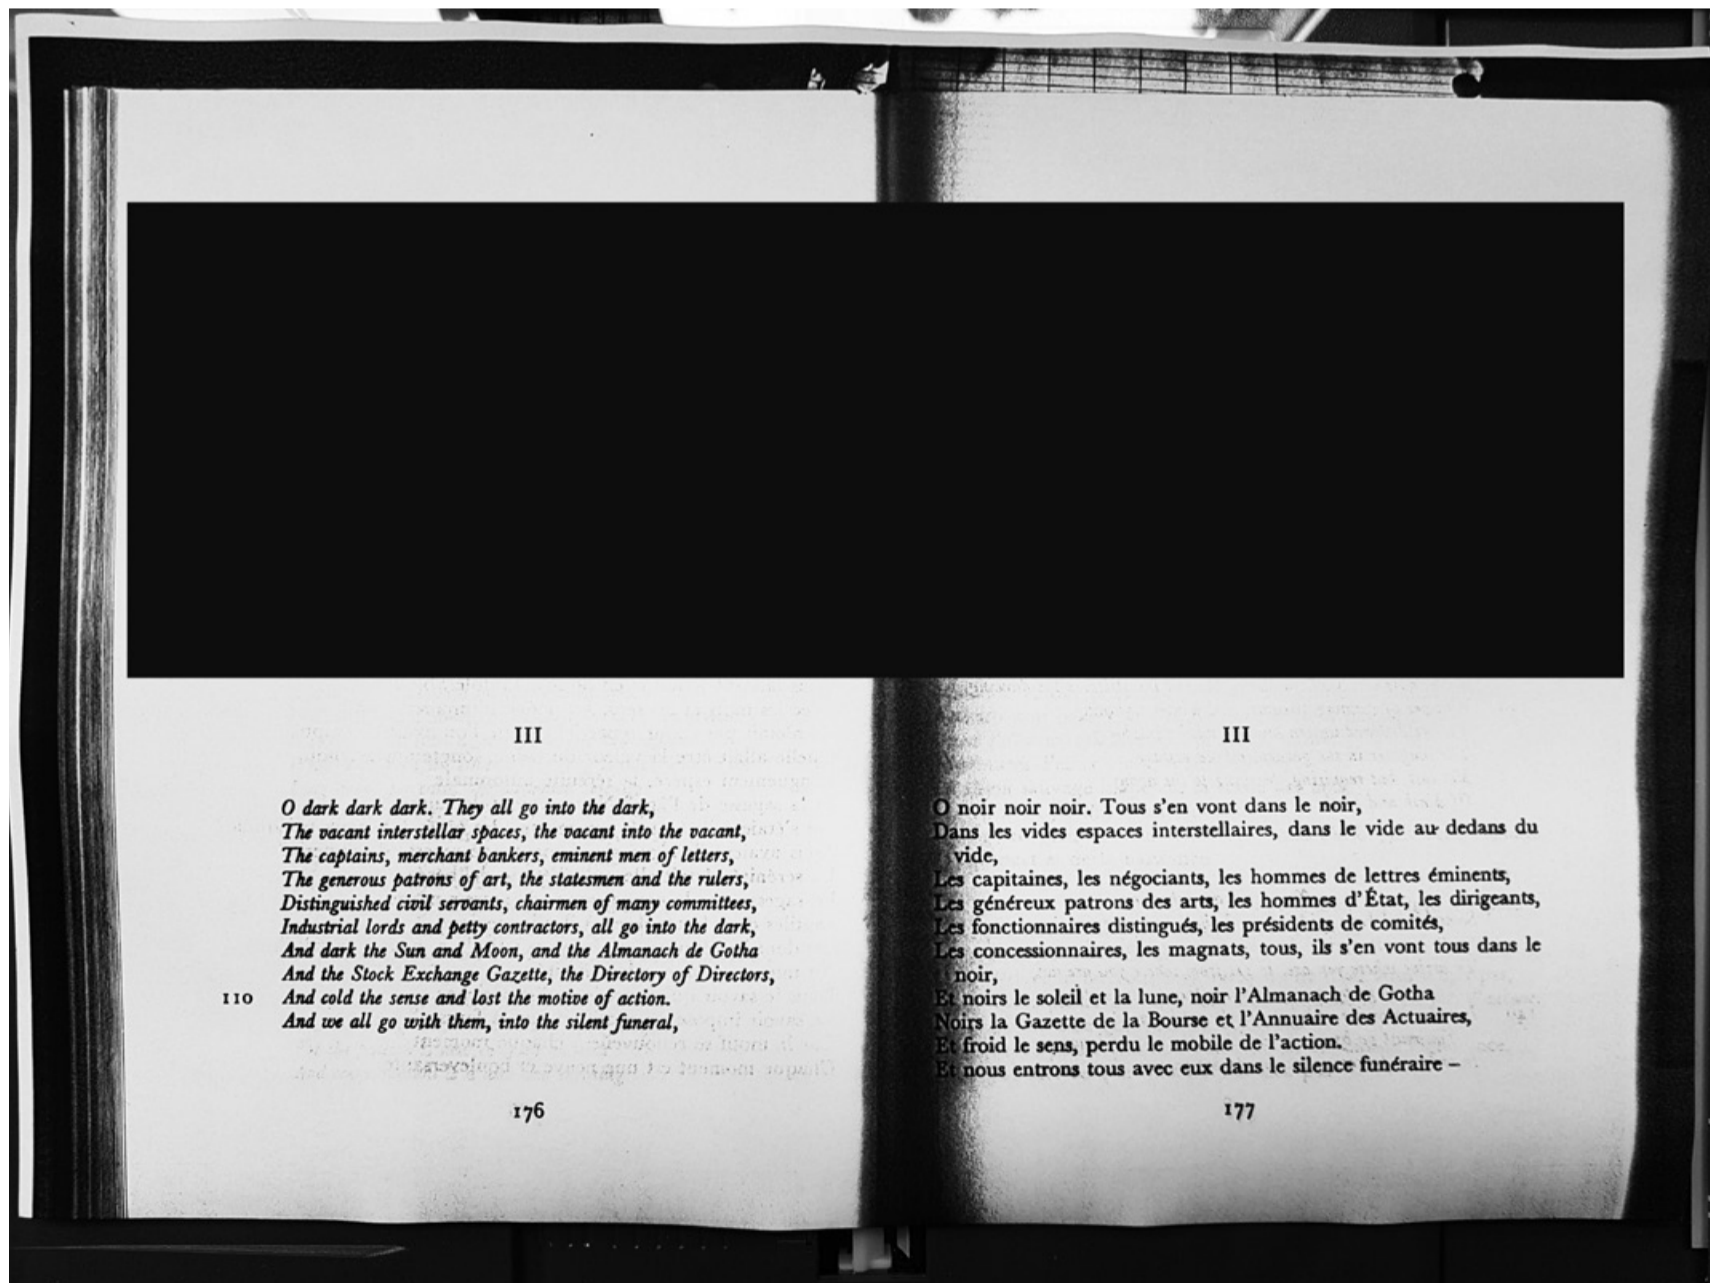 III
O dark dark dark. They all go into the dark,
The vacant interstellar spaces, the vacant into the vacant,
The captains, merchant bankers, eminent men of letters,
The generous patrons of art, the statesmen and the rulers,
Distinguished civil servants, chairmen of many committees,
Industrial lords and petty contractors, all go into the dark,
And dark the Sun and Moon, and the Almanach de Gotha
And the Stock Exchange Gazette, the Directory of Directors,
110 And cold the sense and lost the motive of action.
And we all go with them, into the silent funeral,
176
III
O noir noir noir. Tous s'en vont dans le noir,
Dans les vides espaces interstellaires, dans le vide au dedans du
vide,
Les capitaines, les négociants, les hommes de lettres éminents,
Les généreux patrons des arts, les hommes d'État, les dirigeants,
Les fonctionnaires distingués, les présidents de comités,
Les concessionnaires, les magnats, tous, ils s'en vont tous dans le
noir,
Et noirs le soleil et la lune, noir l'Almanach de Gotha
Noirs la Gazette de la Bourse et l'Annuaire des Actuaires,
Et froid le sens, perdu le mobile de l'action.
Et nous entrons tous avec eux dans le silence funéraire –
177